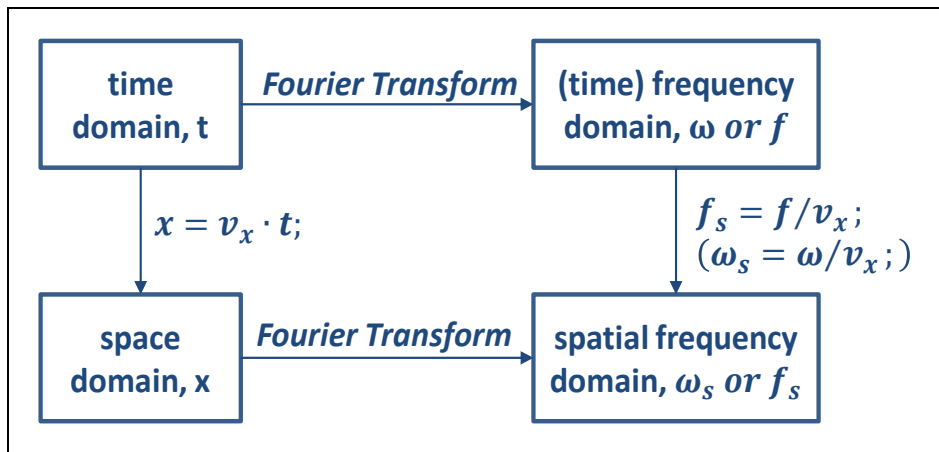 time
domain, t
Fourier Transform
(time) frequency
domain, ω or f
x = vₓ · t;
fₛ = f/vₓ;
(ωₛ = ω/vₓ;)
space
domain, x
Fourier Transform
spatial frequency
domain, ωₛ or fₛ